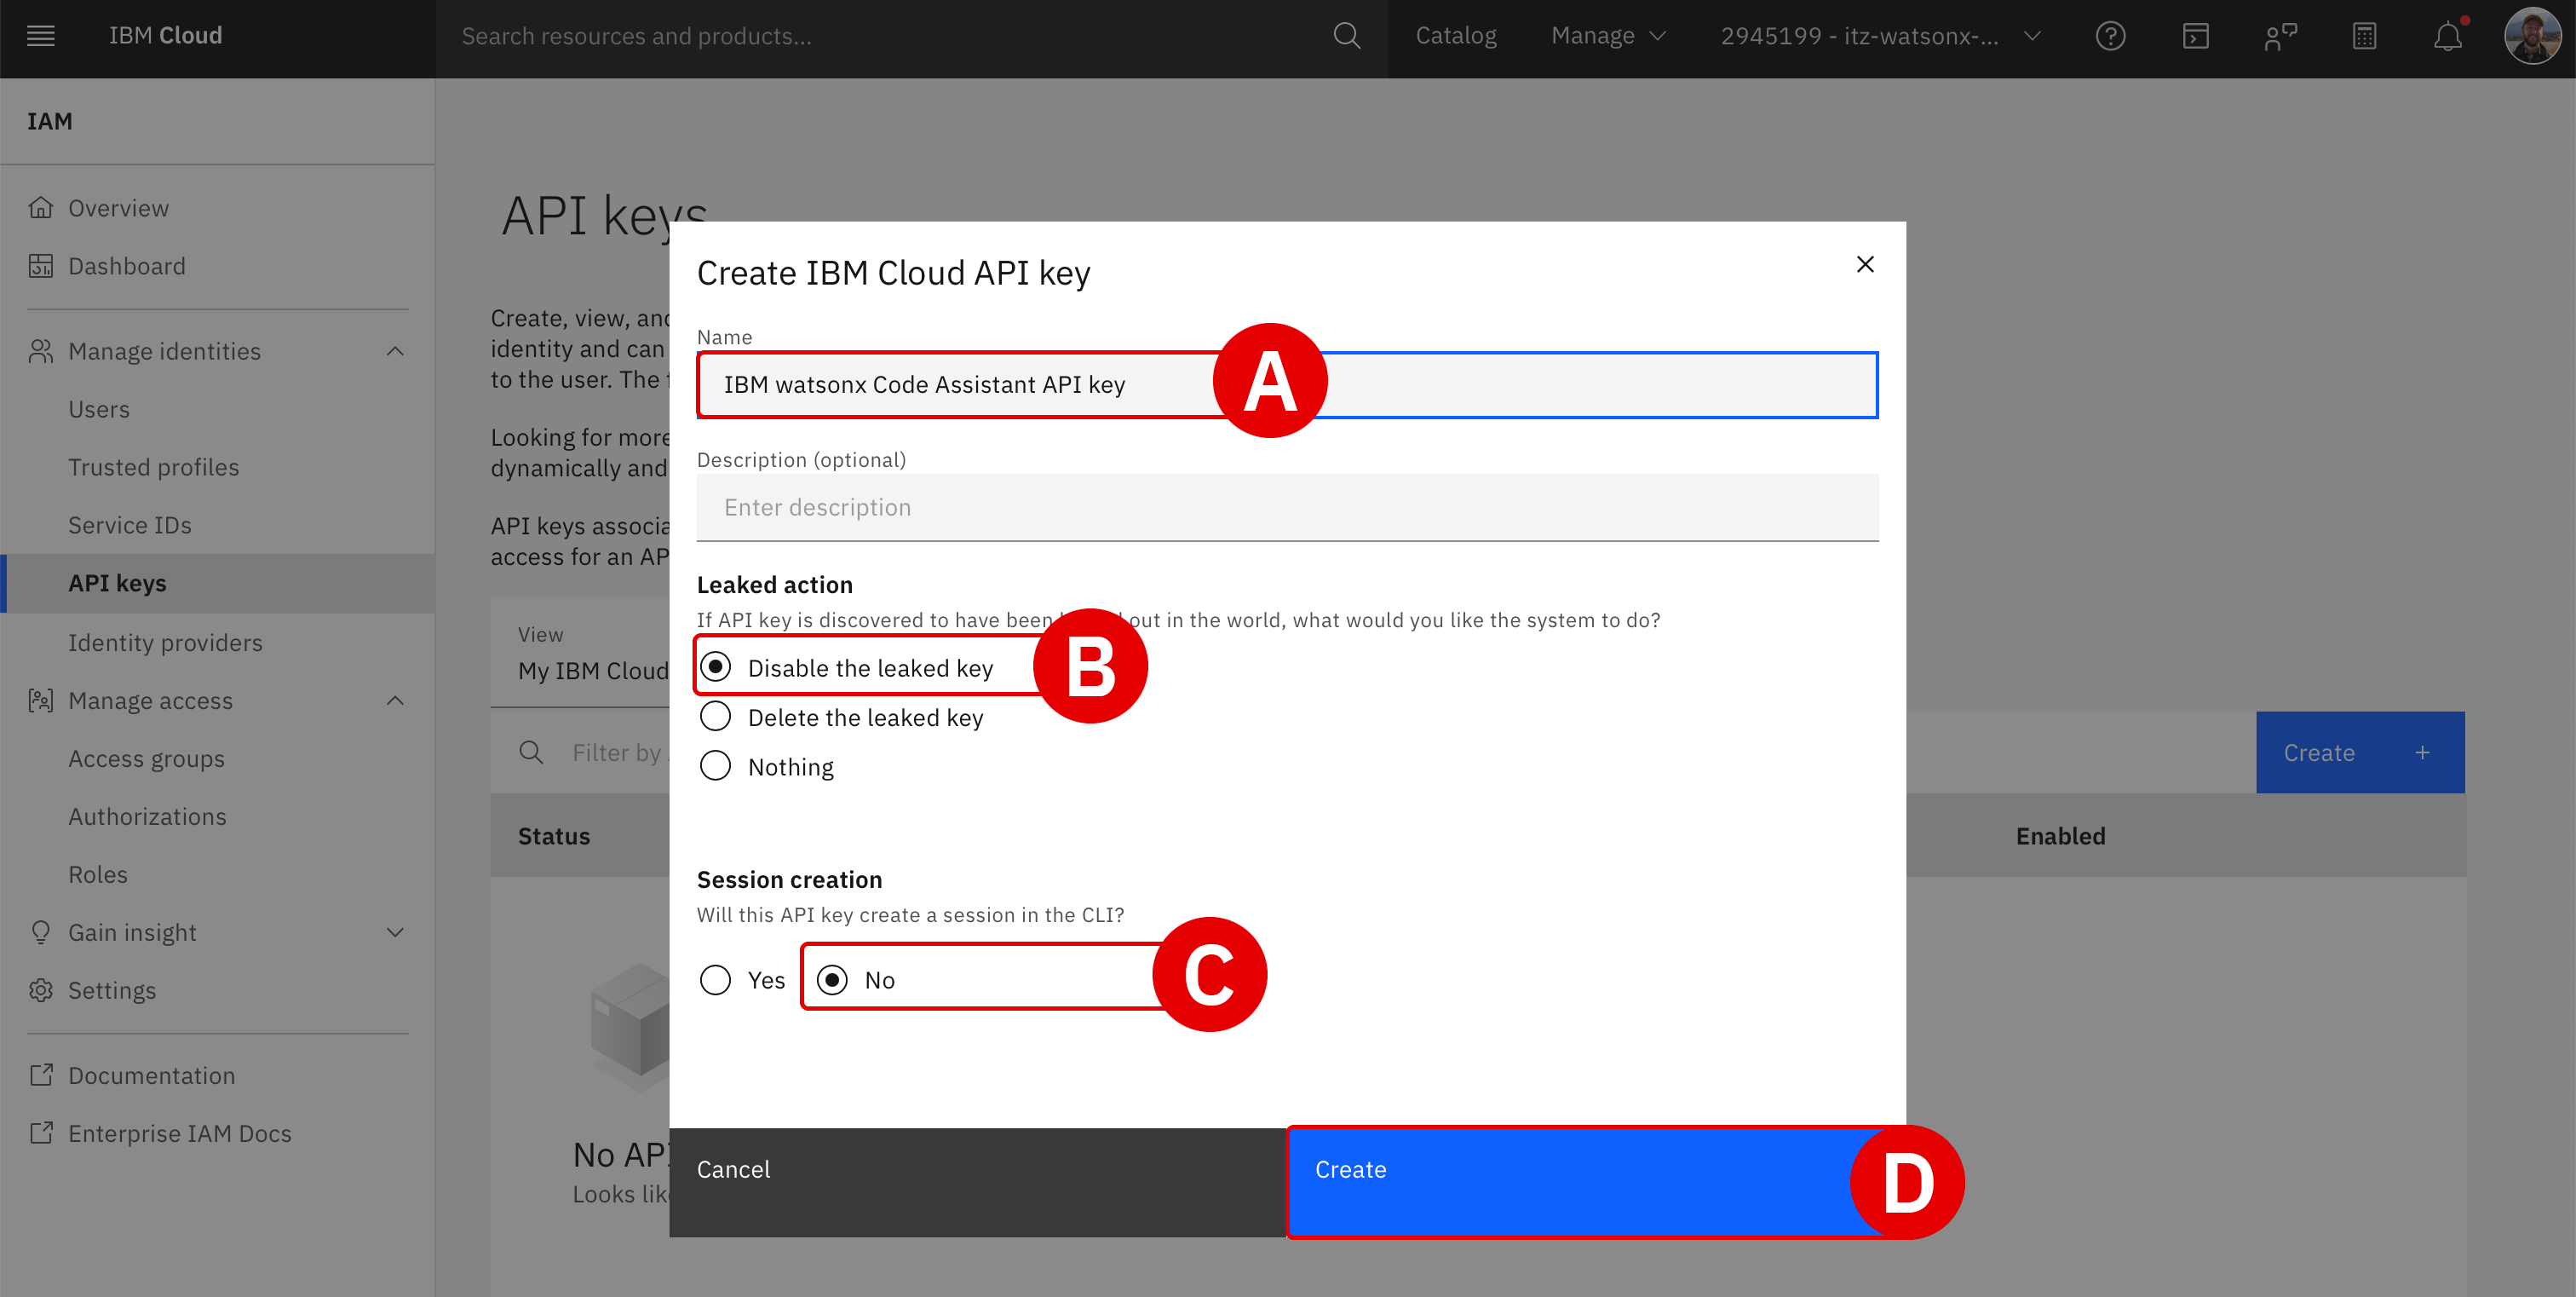 IBM Cloud
Search resources and products...
Catalog
Manage
2945199 - itz-watsonx-...
IAM
Overview
Dashboard
Manage identities
Users
Trusted profiles
Service IDs
API keys
Identity providers
Manage access
Access groups
Authorizations
Roles
Gain insight
Settings
Documentation
Enterprise IAM Docs
API keys
Create, view, and
identity and can
to the user. The
Looking for more
dynamically and
API keys associa
access for an AP
View
My IBM Cloud
Filter by
Create +
Status
Enabled
No API
Looks lik
Create IBM Cloud API key
Name
IBM watsonx Code Assistant API key
A
Description (optional)
Enter description
Leaked action
If API key is discovered to have been out in the world, what would you like the system to do?
Disable the leaked key
B
Delete the leaked key
Nothing
Session creation
Will this API key create a session in the CLI?
Yes
No
C
Cancel
Create
D